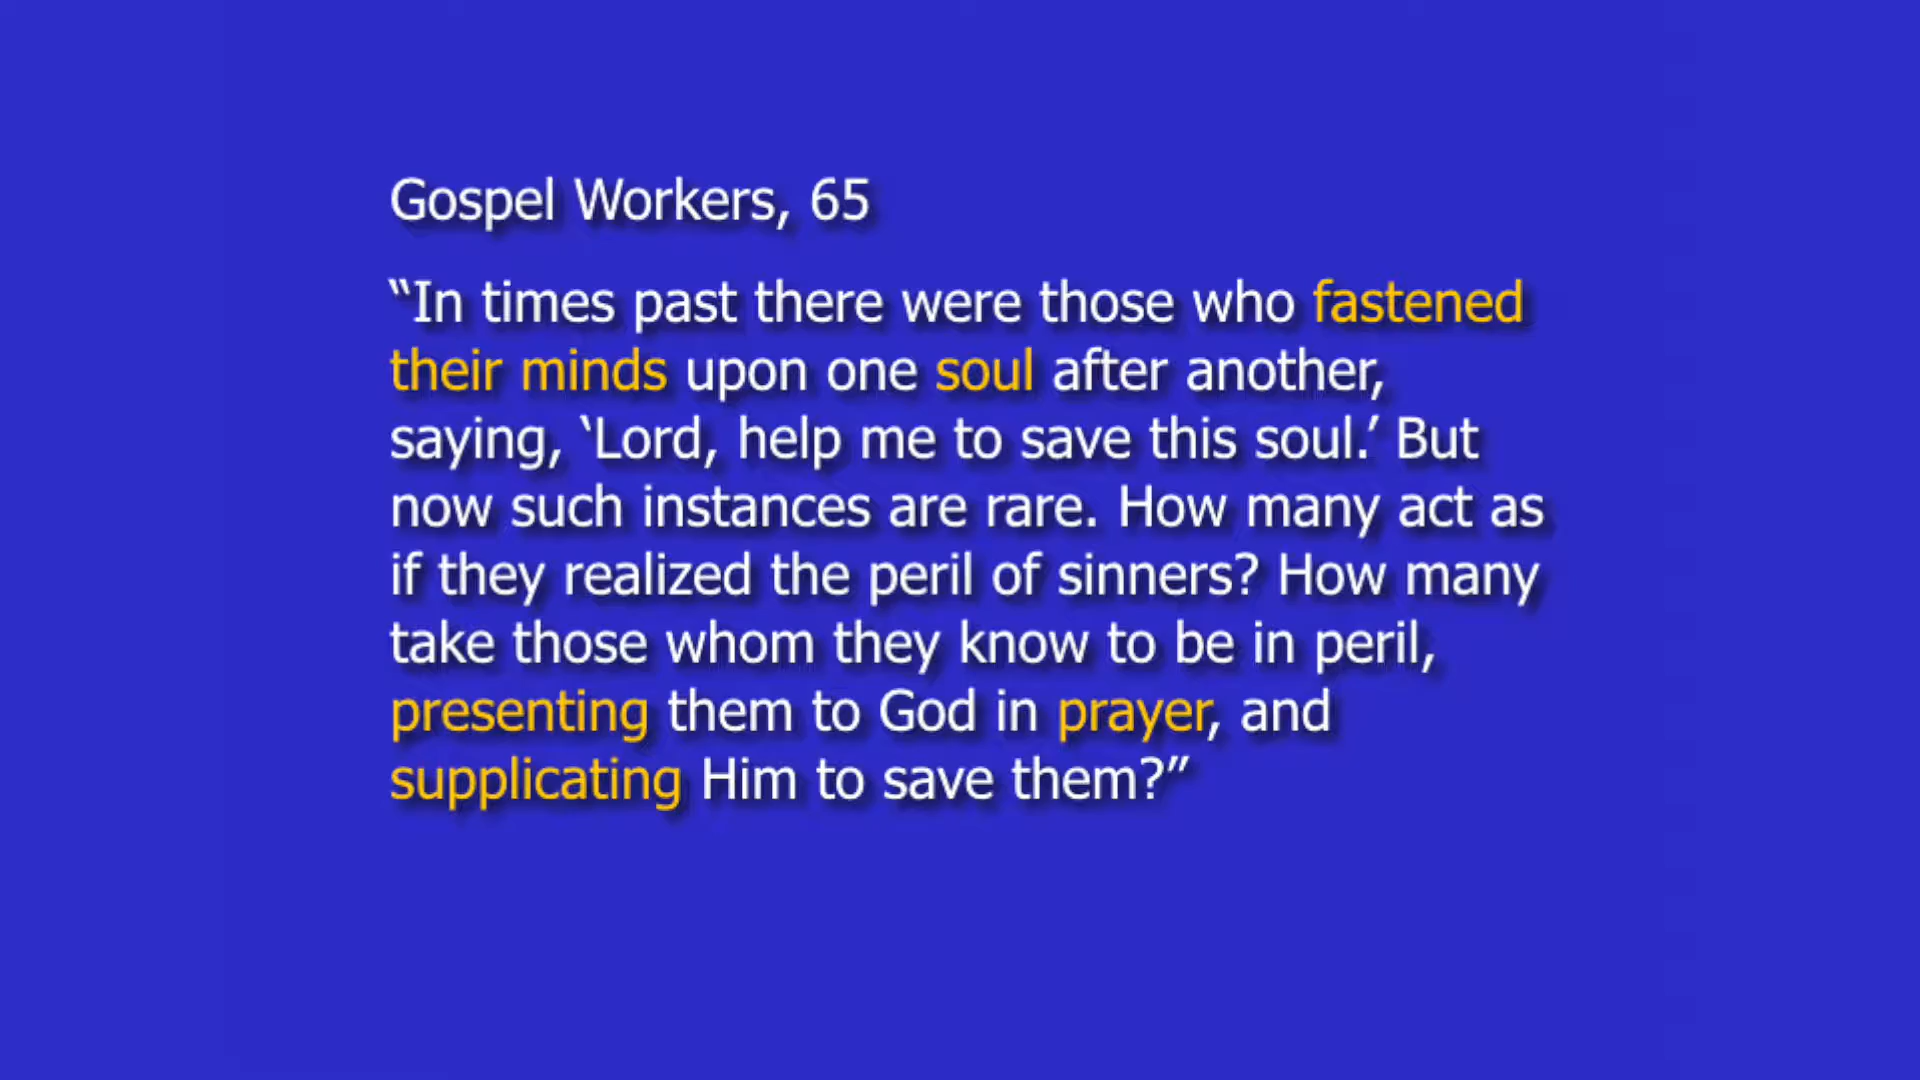 Gospel Workers, 65
“In times past there were those who fastened
their minds upon one soul after another,
saying, ‘Lord, help me to save this soul.’ But
now such instances are rare. How many act as
if they realized the peril of sinners? How many
take those whom they know to be in peril,
presenting them to God in prayer, and
supplicating Him to save them?”